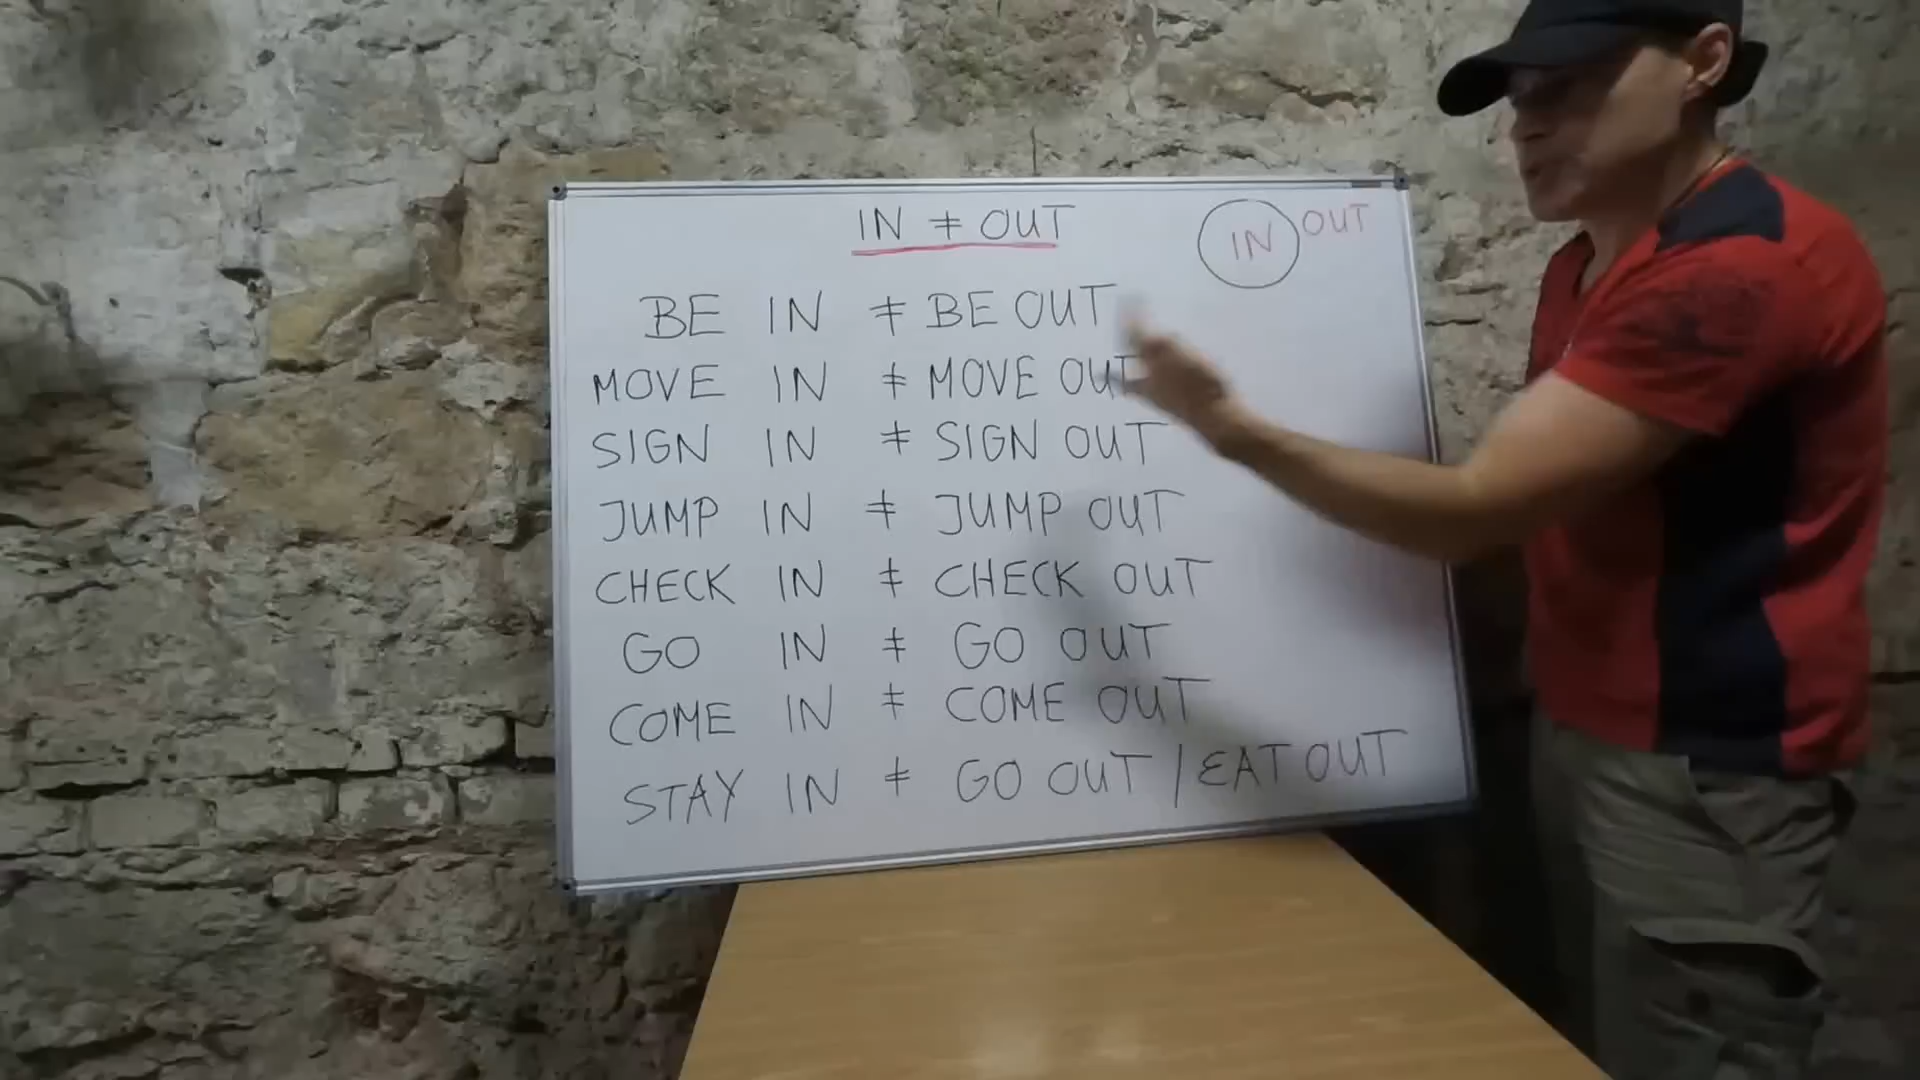 IN ≠ OUT
IN OUT
BE IN ≠ BE OUT
MOVE IN ≠ MOVE OUT
SIGN IN ≠ SIGN OUT
JUMP IN ≠ JUMP OUT
CHECK IN ≠ CHECK OUT
GO IN ≠ GO OUT
COME IN ≠ COME OUT
STAY IN ≠ GO OUT / EAT OUT